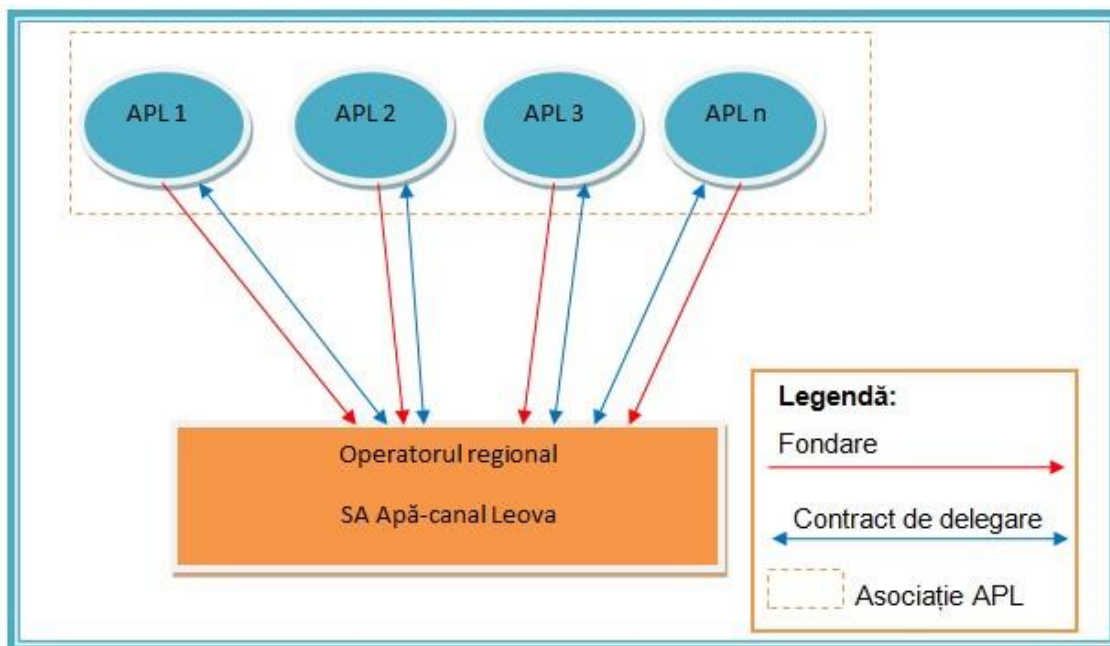 APL 1
APL 2
APL 3
APL n
Operatorul regional
SA Apă-canal Leova
Legendă:
Fondare
Contract de delegare
Asociație APL